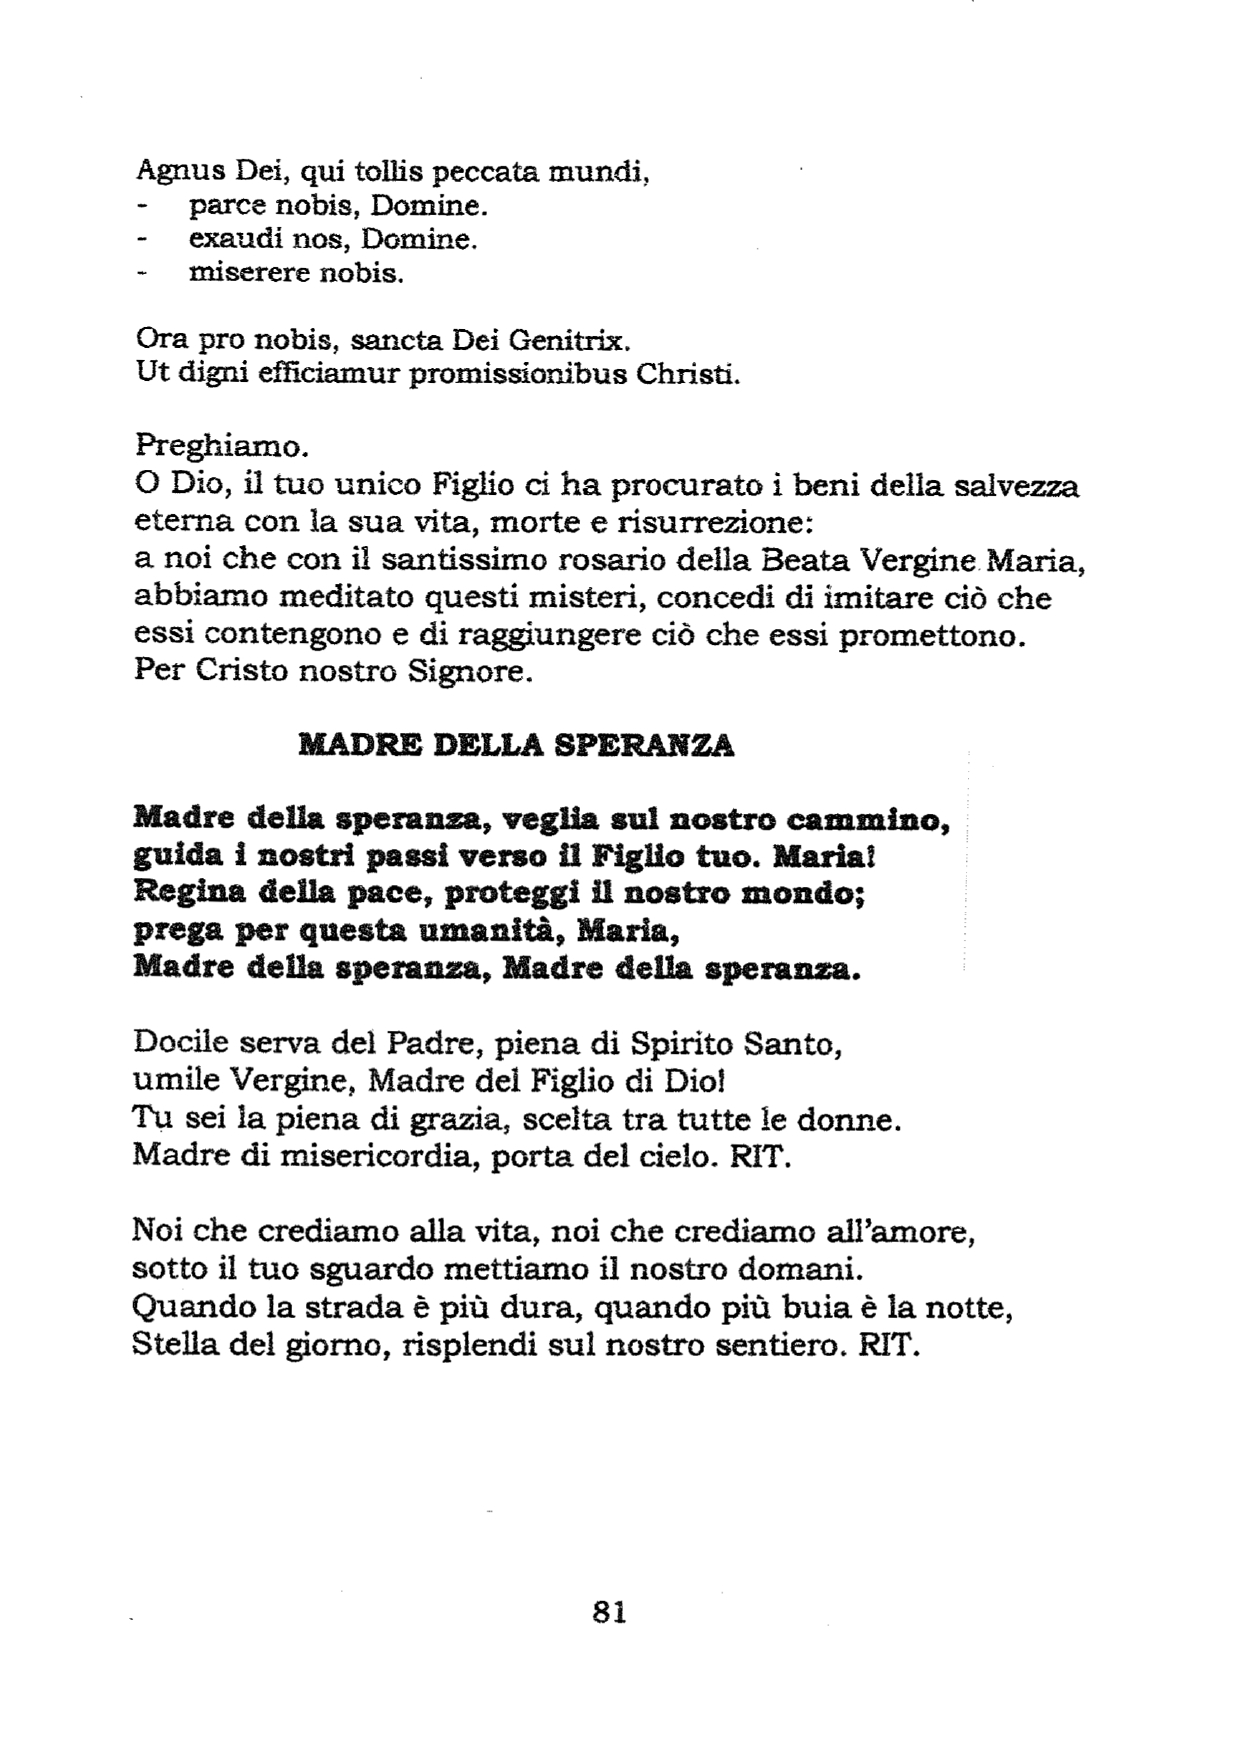 Agnus Dei, qui tollis peccata mundi,
- parce nobis, Domine.
- exaudi nos, Domine.
- miserere nobis.
Ora pro nobis, sancta Dei Genitrix.
Ut digni efficiamur promissionibus Christi.
Preghiamo.
O Dio, il tuo unico Figlio ci ha procurato i beni della salvezza
eterna con la sua vita, morte e risurrezione:
a noi che con il santissimo rosario della Beata Vergine Maria,
abbiamo meditato questi misteri, concedi di imitare ciò che
essi contengono e di raggiungere ciò che essi promettono.
Per Cristo nostro Signore.
MADRE DELLA SPERANZA
Madre della speranza, veglia sul nostro cammino,
guida i nostri passi verso il Figlio tuo. Maria!
Regina della pace, proteggi il nostro mondo;
prega per questa umanità, Maria,
Madre della speranza, Madre della speranza.
Docile serva del Padre, piena di Spirito Santo,
umile Vergine, Madre del Figlio di Dio!
Tu sei la piena di grazia, scelta tra tutte le donne.
Madre di misericordia, porta del cielo. RIT.
Noi che crediamo alla vita, noi che crediamo all'amore,
sotto il tuo sguardo mettiamo il nostro domani.
Quando la strada è più dura, quando più buia è la notte,
Stella del giorno, risplendi sul nostro sentiero. RIT.
81